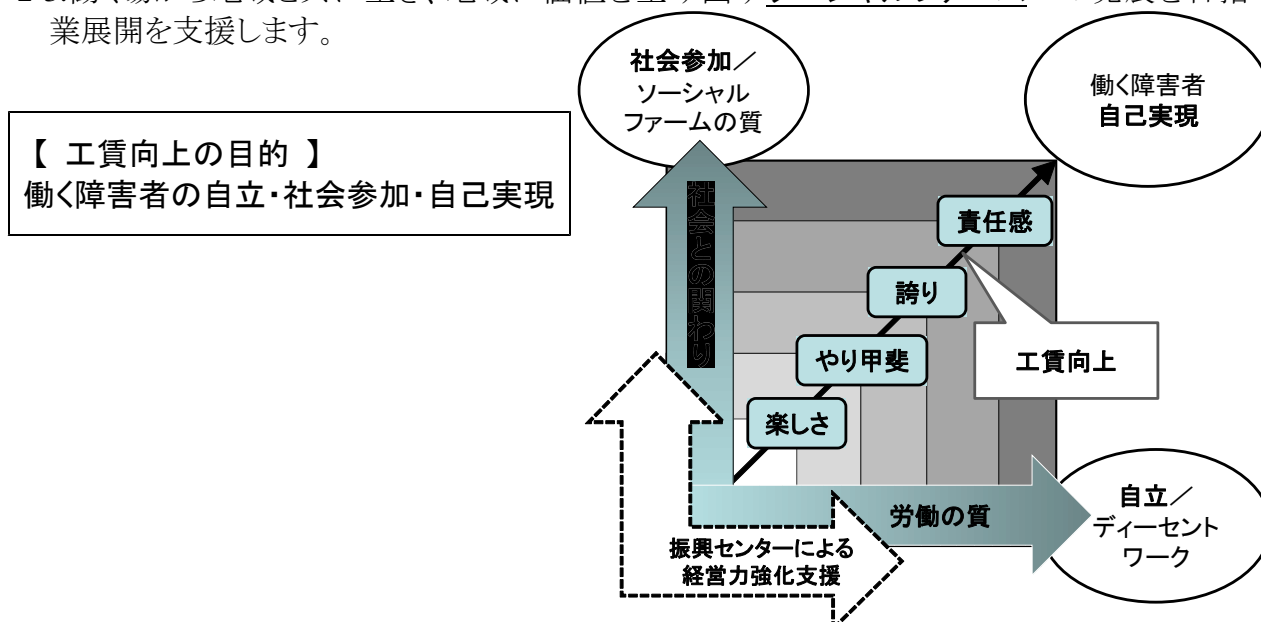 業展開を支援します。
【 工賃向上の目的 】
働く障害者の自立・社会参加・自己実現
社会参加／
ソーシャル
ファームの質
働く障害者
自己実現
社会との関わり
責任感
誇り
やり甲斐
楽しさ
工賃向上
労働の質
自立／
ディーセント
ワーク
振興センターによる
経営力強化支援